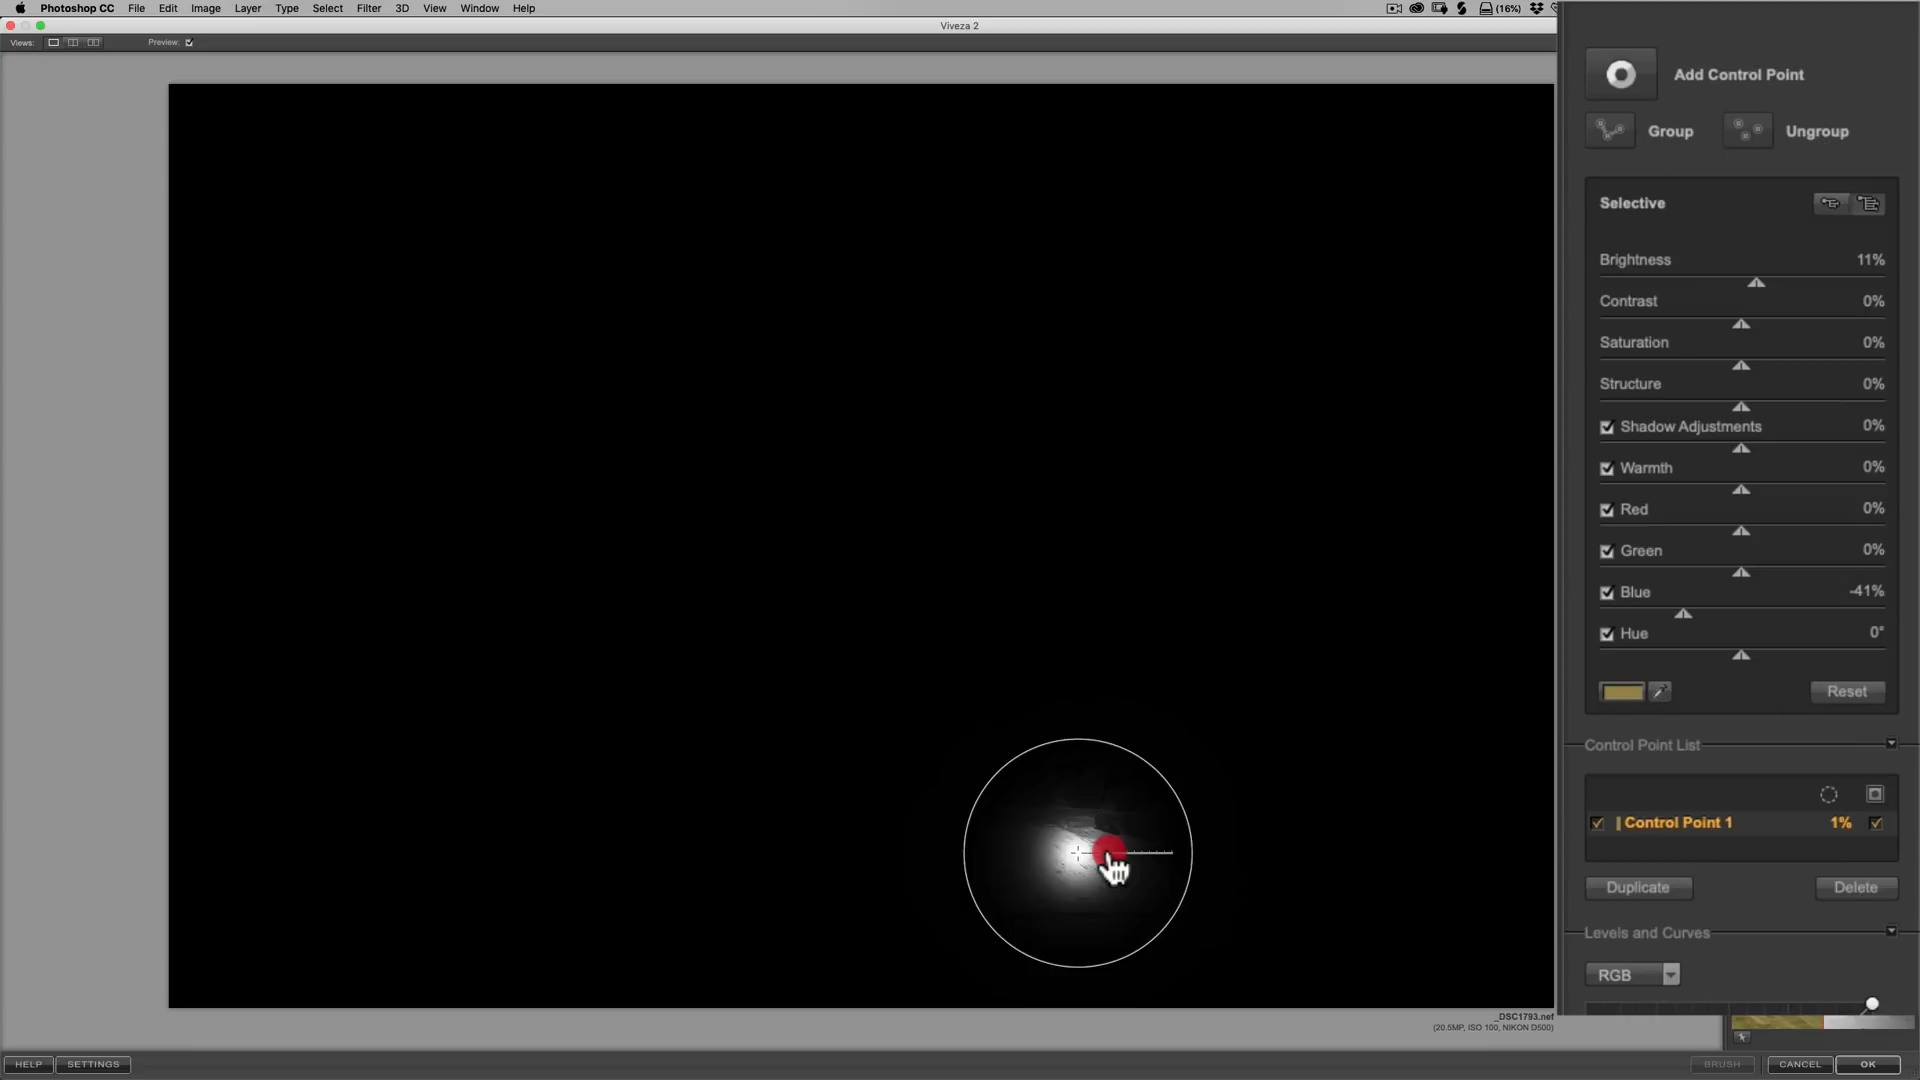 Photoshop CC File Edit Image Layer Type Select Filter 3D View Window Help (16%)
Viveza 2
Views: Preview:
Add Control Point
Group Ungroup
Selective
Brightness 11%
Contrast 0%
Saturation 0%
Structure 0%
Shadow Adjustments 0%
Warmth 0%
Red 0%
Green 0%
Blue -41%
Hue 0°
Reset
Control Point List
Control Point 1 1%
Duplicate Delete
Levels and Curves
RGB
_DSC1793.nef
(20.5MP, ISO 100, NIKON D500)
HELP SETTINGS BRUSH CANCEL OK